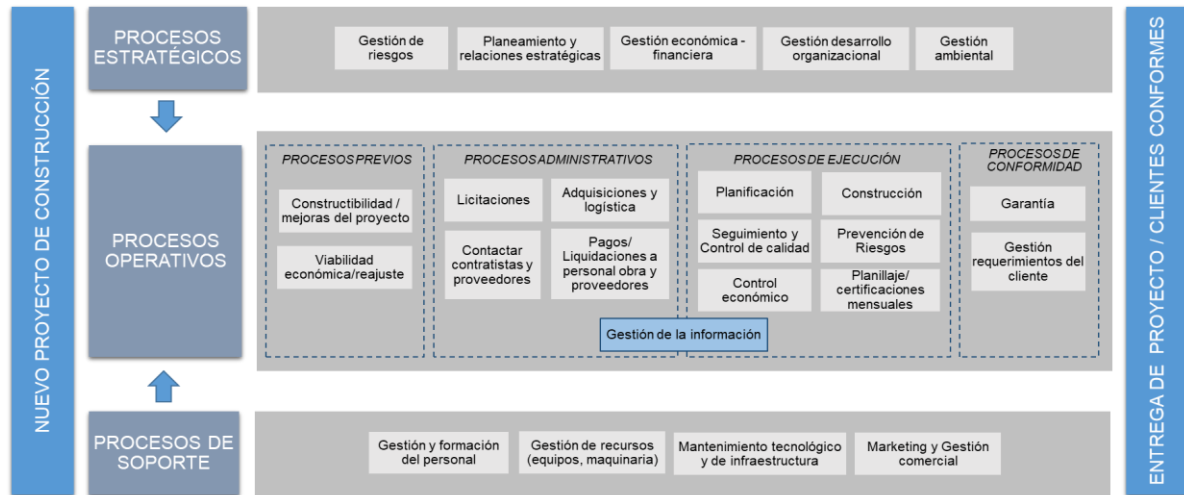 NUEVO PROYECTO DE CONSTRUCCIÓN
PROCESOS
ESTRATÉGICOS
Gestión de
riesgos
Planeamiento y
relaciones estratégicas
Gestión económica -
financiera
Gestión desarrollo
organizacional
Gestión
ambiental
PROCESOS
OPERATIVOS
PROCESOS PREVIOS
Constructibilidad /
mejoras del proyecto
Viabilidad
económica/reajuste
PROCESOS ADMINISTRATIVOS
Licitaciones
Adquisiciones y
logística
Contactar
contratistas y
proveedores
Pagos/
Liquidaciones a
personal obra y
proveedores
PROCESOS DE EJECUCIÓN
Planificación
Construcción
Seguimiento y
Control de calidad
Prevención de
Riesgos
Control
económico
Planillaje/
certificaciones
mensuales
Gestión de la información
PROCESOS DE
CONFORMIDAD
Garantía
Gestión
requerimientos del
cliente
PROCESOS DE
SOPORTE
Gestión y formación
del personal
Gestión de recursos
(equipos, maquinaria)
Mantenimiento tecnológico
y de infraestructura
Marketing y Gestión
comercial
ENTREGA DE PROYECTO / CLIENTES CONFORMES